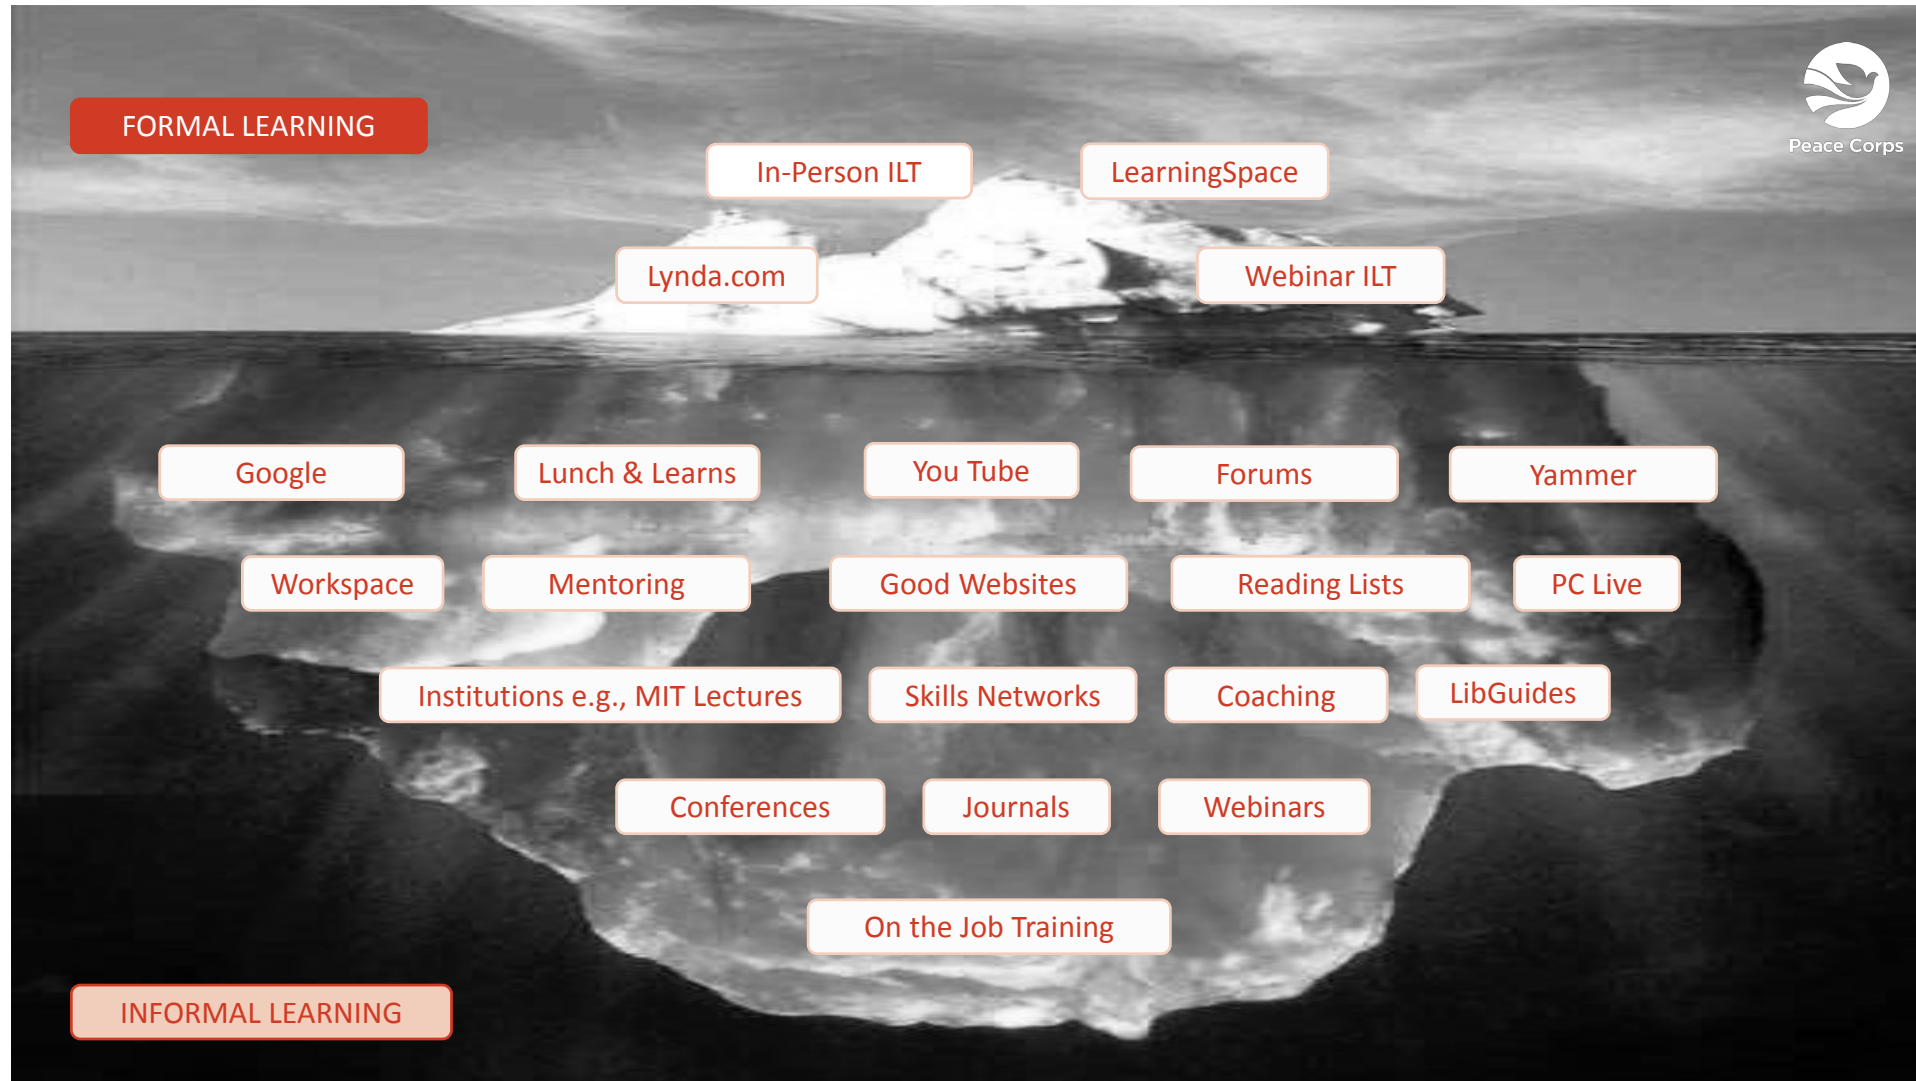 FORMAL LEARNING
Peace Corps
In-Person ILT
LearningSpace
Lynda.com
Webinar ILT
Google
Lunch & Learns
You Tube
Forums
Yammer
Workspace
Mentoring
Good Websites
Reading Lists
PC Live
Institutions e.g., MIT Lectures
Skills Networks
Coaching
LibGuides
Conferences
Journals
Webinars
On the Job Training
INFORMAL LEARNING